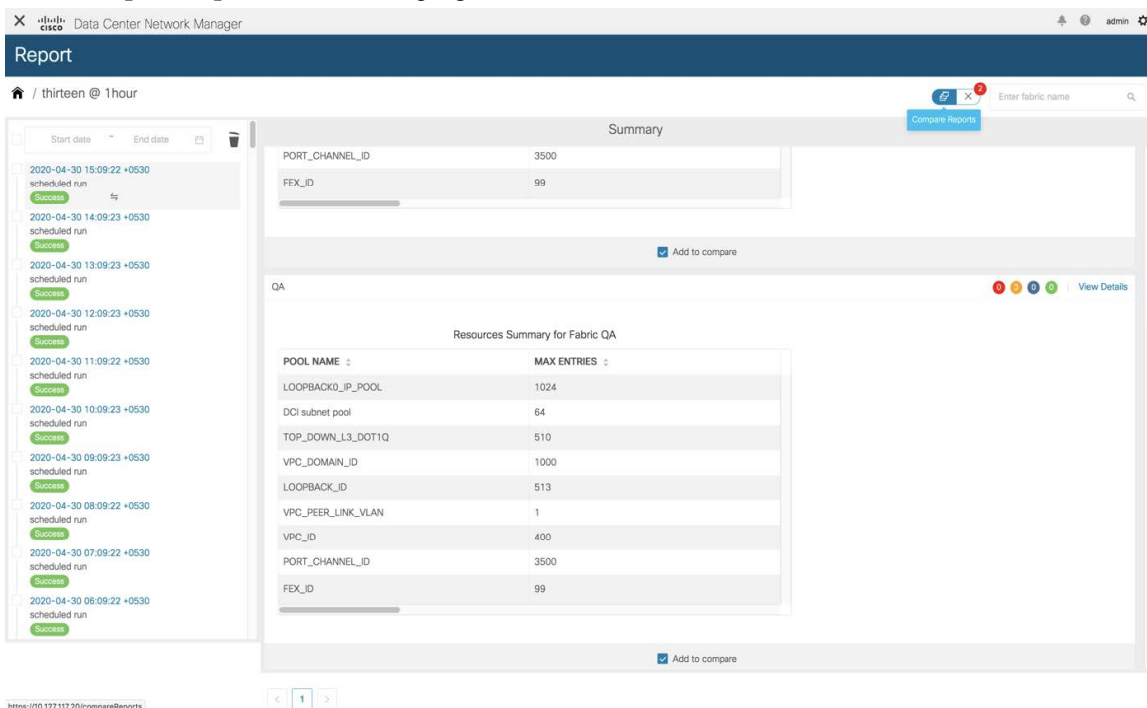 CISCO Data Center Network Manager
admin
Report
/ thirteen @ 1hour
2
Enter fabric name
Compare Reports
Start date ~ End date
Summary
2020-04-30 15:09:22 +0530
scheduled run
Success
2020-04-30 14:09:23 +0530
scheduled run
Success
2020-04-30 13:09:23 +0530
scheduled run
Success
2020-04-30 12:09:23 +0530
scheduled run
Success
2020-04-30 11:09:22 +0530
scheduled run
Success
2020-04-30 10:09:23 +0530
scheduled run
Success
2020-04-30 09:09:23 +0530
scheduled run
Success
2020-04-30 08:09:22 +0530
scheduled run
Success
2020-04-30 07:09:22 +0530
scheduled run
Success
2020-04-30 06:09:22 +0530
scheduled run
Success
PORT_CHANNEL_ID 3500
FEX_ID 99
Add to compare
QA 0 0 0 0 View Details
Resources Summary for Fabric QA
POOL NAME MAX ENTRIES
LOOPBACK0_IP_POOL 1024
DCI subnet pool 64
TOP_DOWN_L3_DOT1Q 510
VPC_DOMAIN_ID 1000
LOOPBACK_ID 513
VPC_PEER_LINK_VLAN 1
VPC_ID 400
PORT_CHANNEL_ID 3500
FEX_ID 99
Add to compare
< 1 >
https://10.127.117.20/compareReports